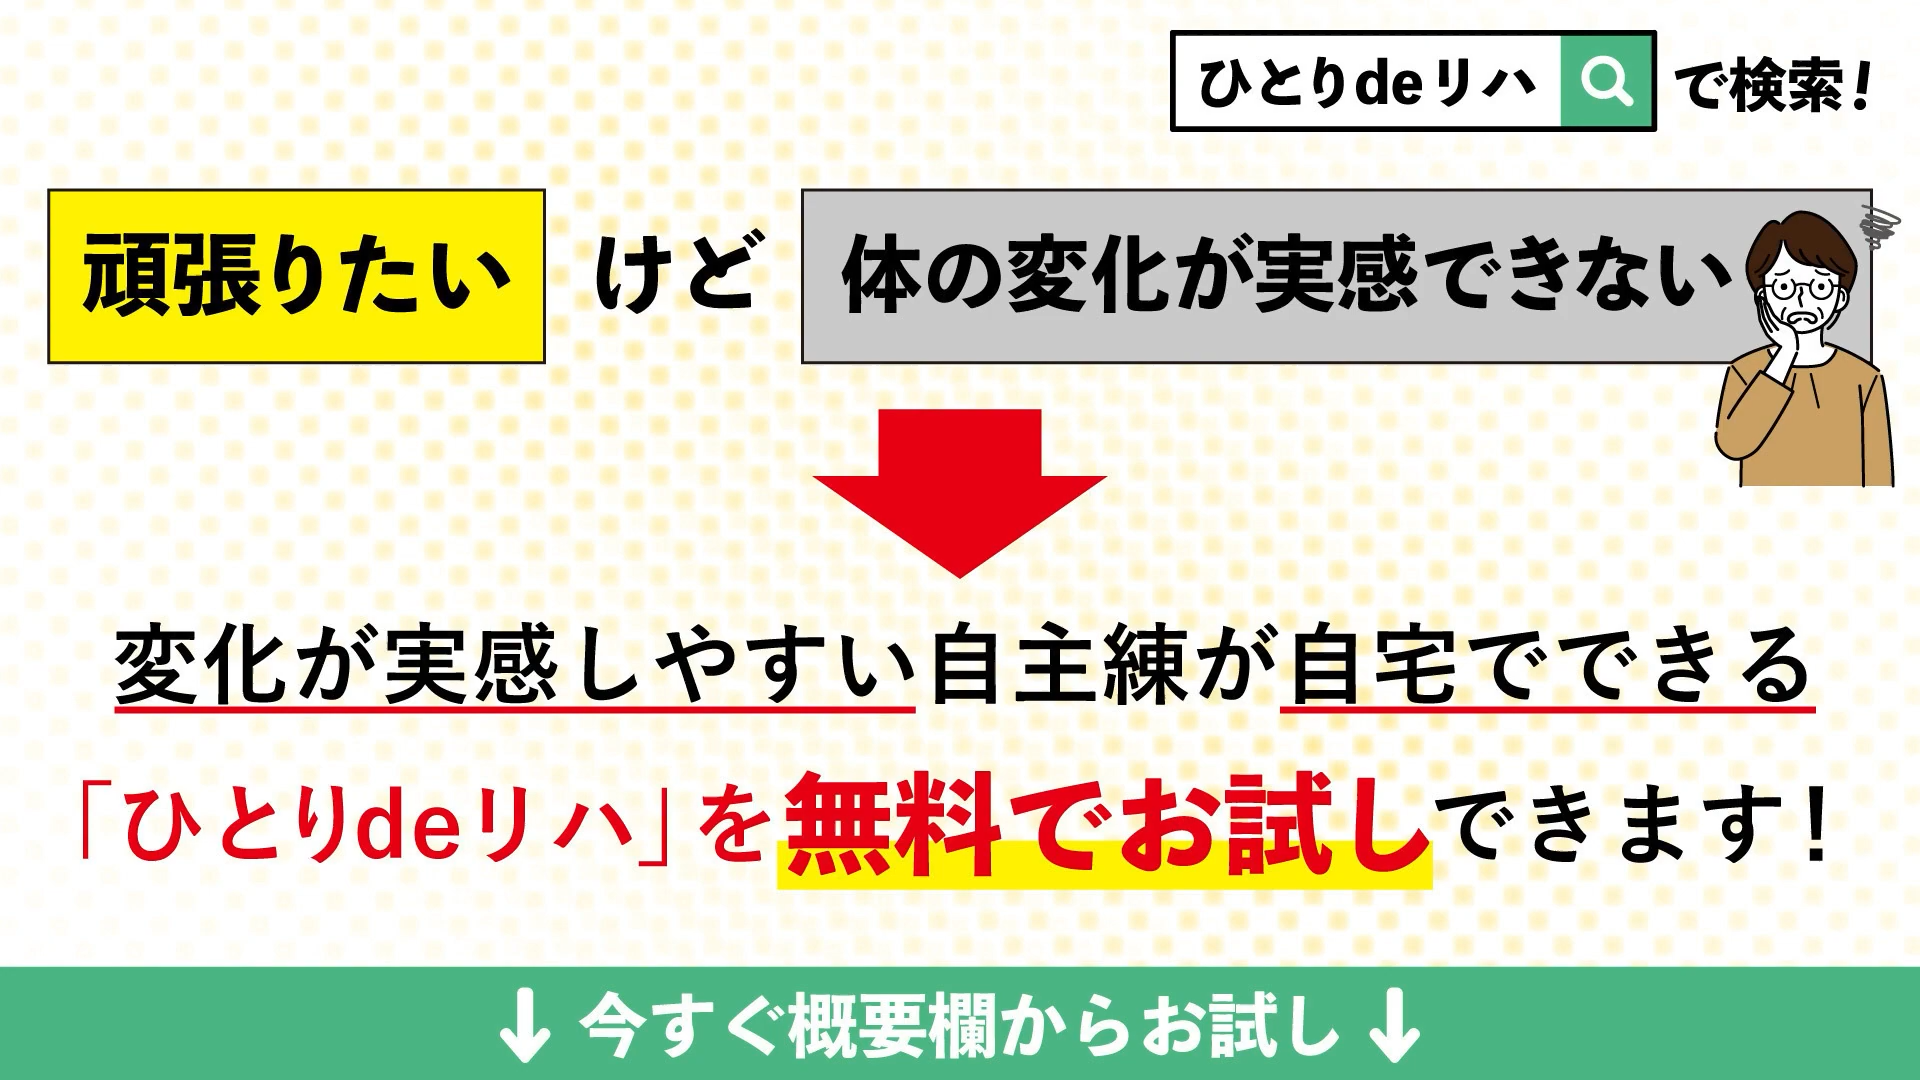 ひとりdeリハ で検索!
頑張りたい けど 体の変化が実感できない
変化が実感しやすい自主練が自宅でできる
「ひとりdeリハ」を無料でお試しできます!
↓ 今すぐ概要欄からお試し ↓